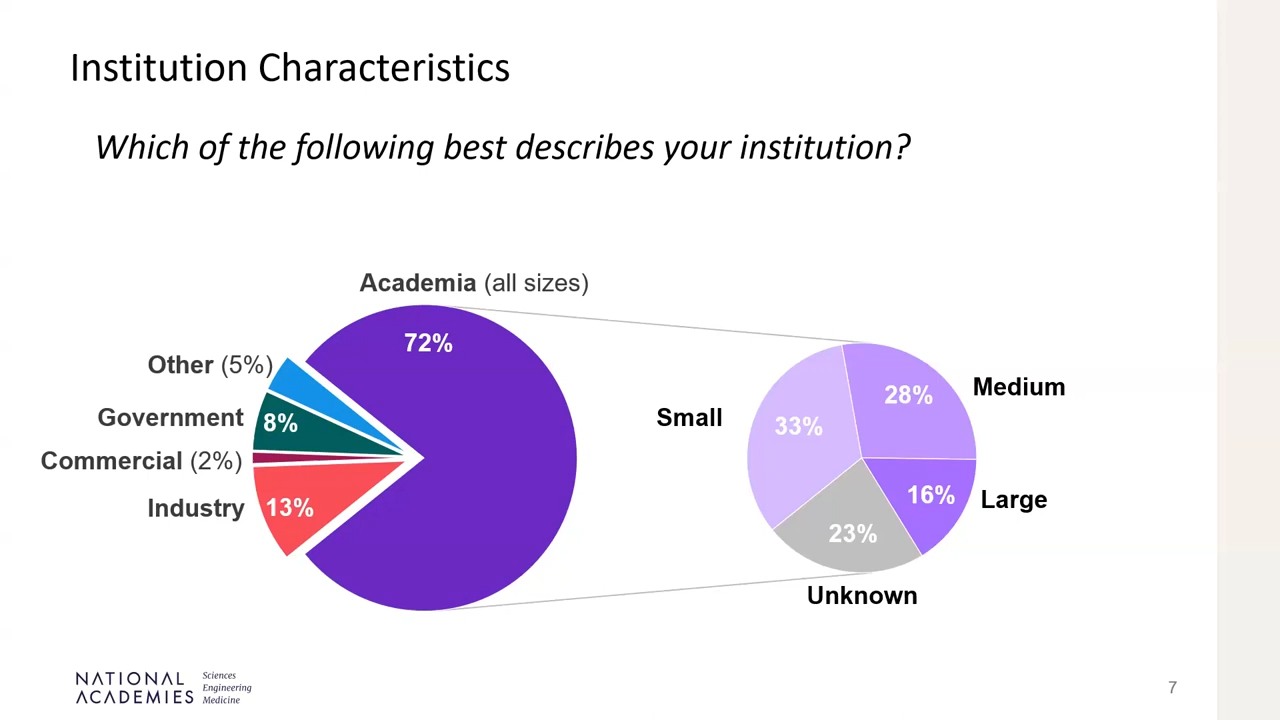 Institution Characteristics
Which of the following best describes your institution?
Academia (all sizes)
72%
Other (5%)
Government
8%
Commercial (2%)
Industry
13%
Small
33%
28%
Medium
16%
Large
23%
Unknown
NATIONAL
ACADEMIES
Sciences
Engineering
Medicine
7